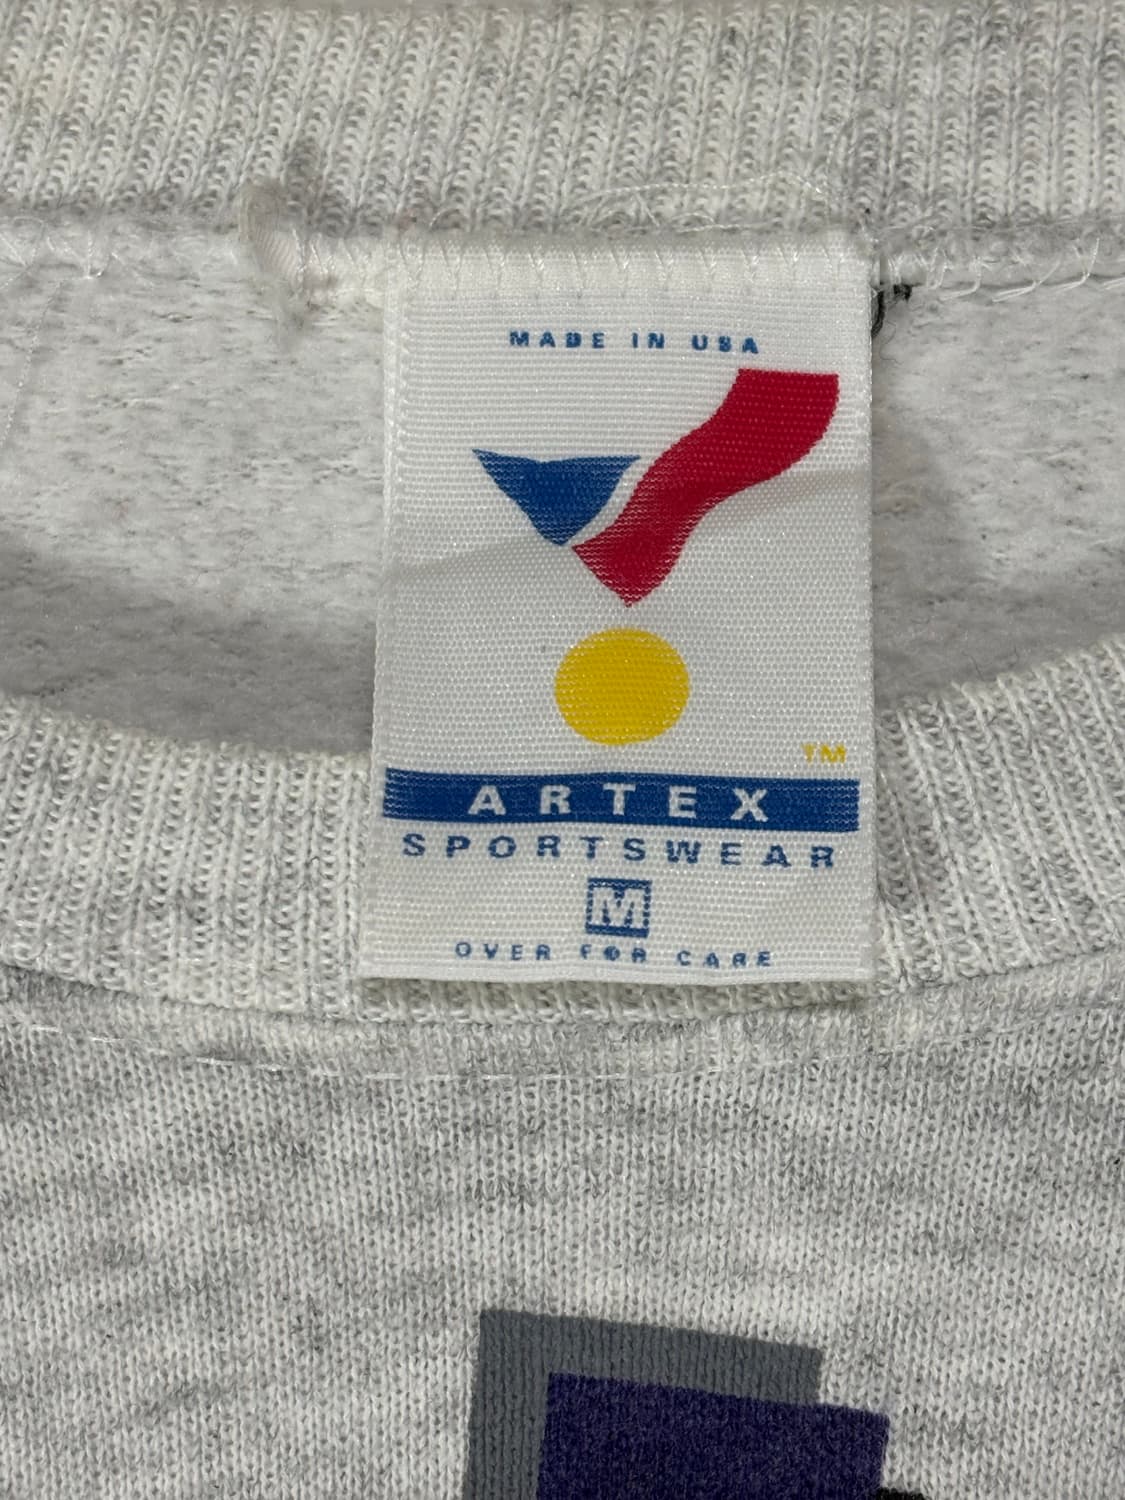 MADE IN USA
TM
ARTEX
SPORTSWEAR
M
OVER FOR CARE